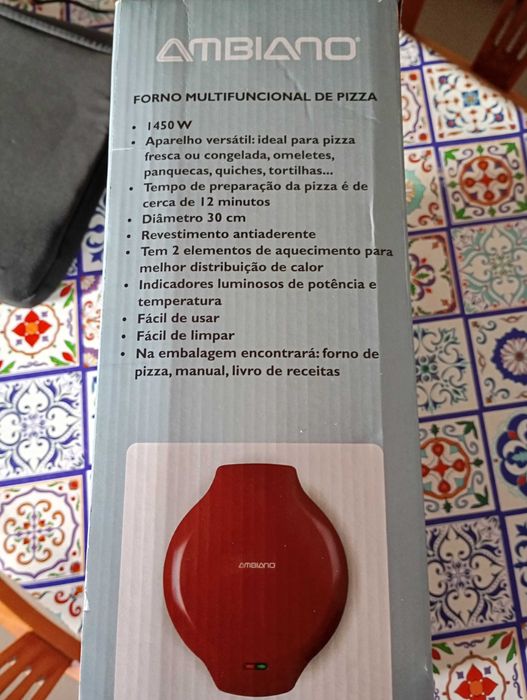 AMBIANO®
FORNO MULTIFUNCIONAL DE PIZZA
• 1450 W
• Aparelho versátil: ideal para pizza
fresca ou congelada, omeletes,
panquecas, quiches, tortilhas...
• Tempo de preparação da pizza é de
cerca de 12 minutos
• Diâmetro 30 cm
• Revestimento antiaderente
• Tem 2 elementos de aquecimento para
melhor distribuição de calor
• Indicadores luminosos de potência e
temperatura
• Fácil de usar
• Fácil de limpar
• Na embalagem encontrará: forno de
pizza, manual, livro de receitas
AMBIANO